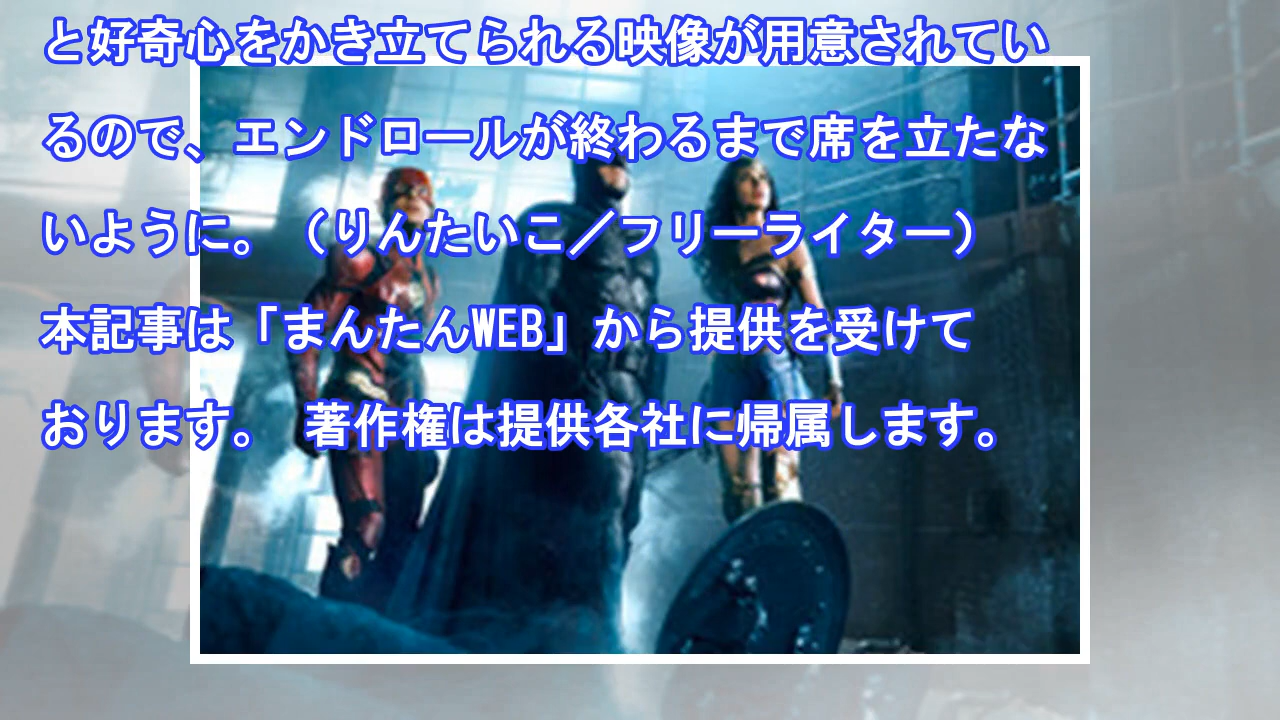 と好奇心をかき立てられる映像が用意されてい
るので、エンドロールが終わるまで席を立たな
いように。（りんたいこ／フリーライター）
本記事は「まんたんWEB」から提供を受けて
おります。 著作権は提供各社に帰属します。